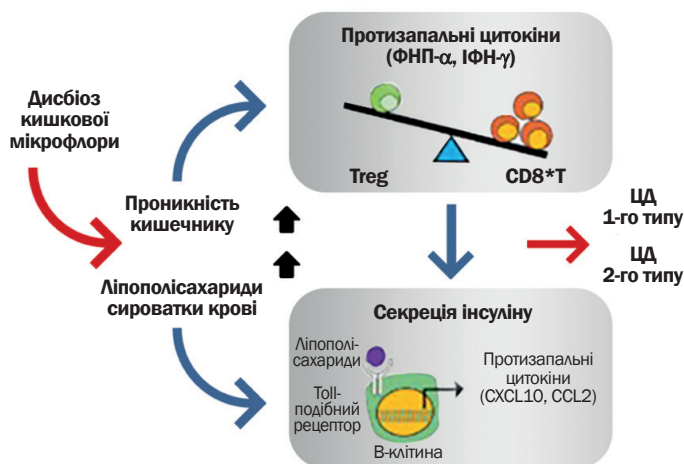 Протизапальні цитокіни
(ФНП-α, ІФН-γ)
Дисбіоз
кишкової
мікрофлори
Treg
CD8*T
Проникність
кишечнику
ЦД
1-го типу
ЦД
2-го типу
Ліпополісахариди
сироватки крові
Секреція інсуліну
Ліпополі-
сахариди
Toll-
подібний
рецептор
Протизапальні
цитокіни
(CXCL10, CCL2)
В-клітина